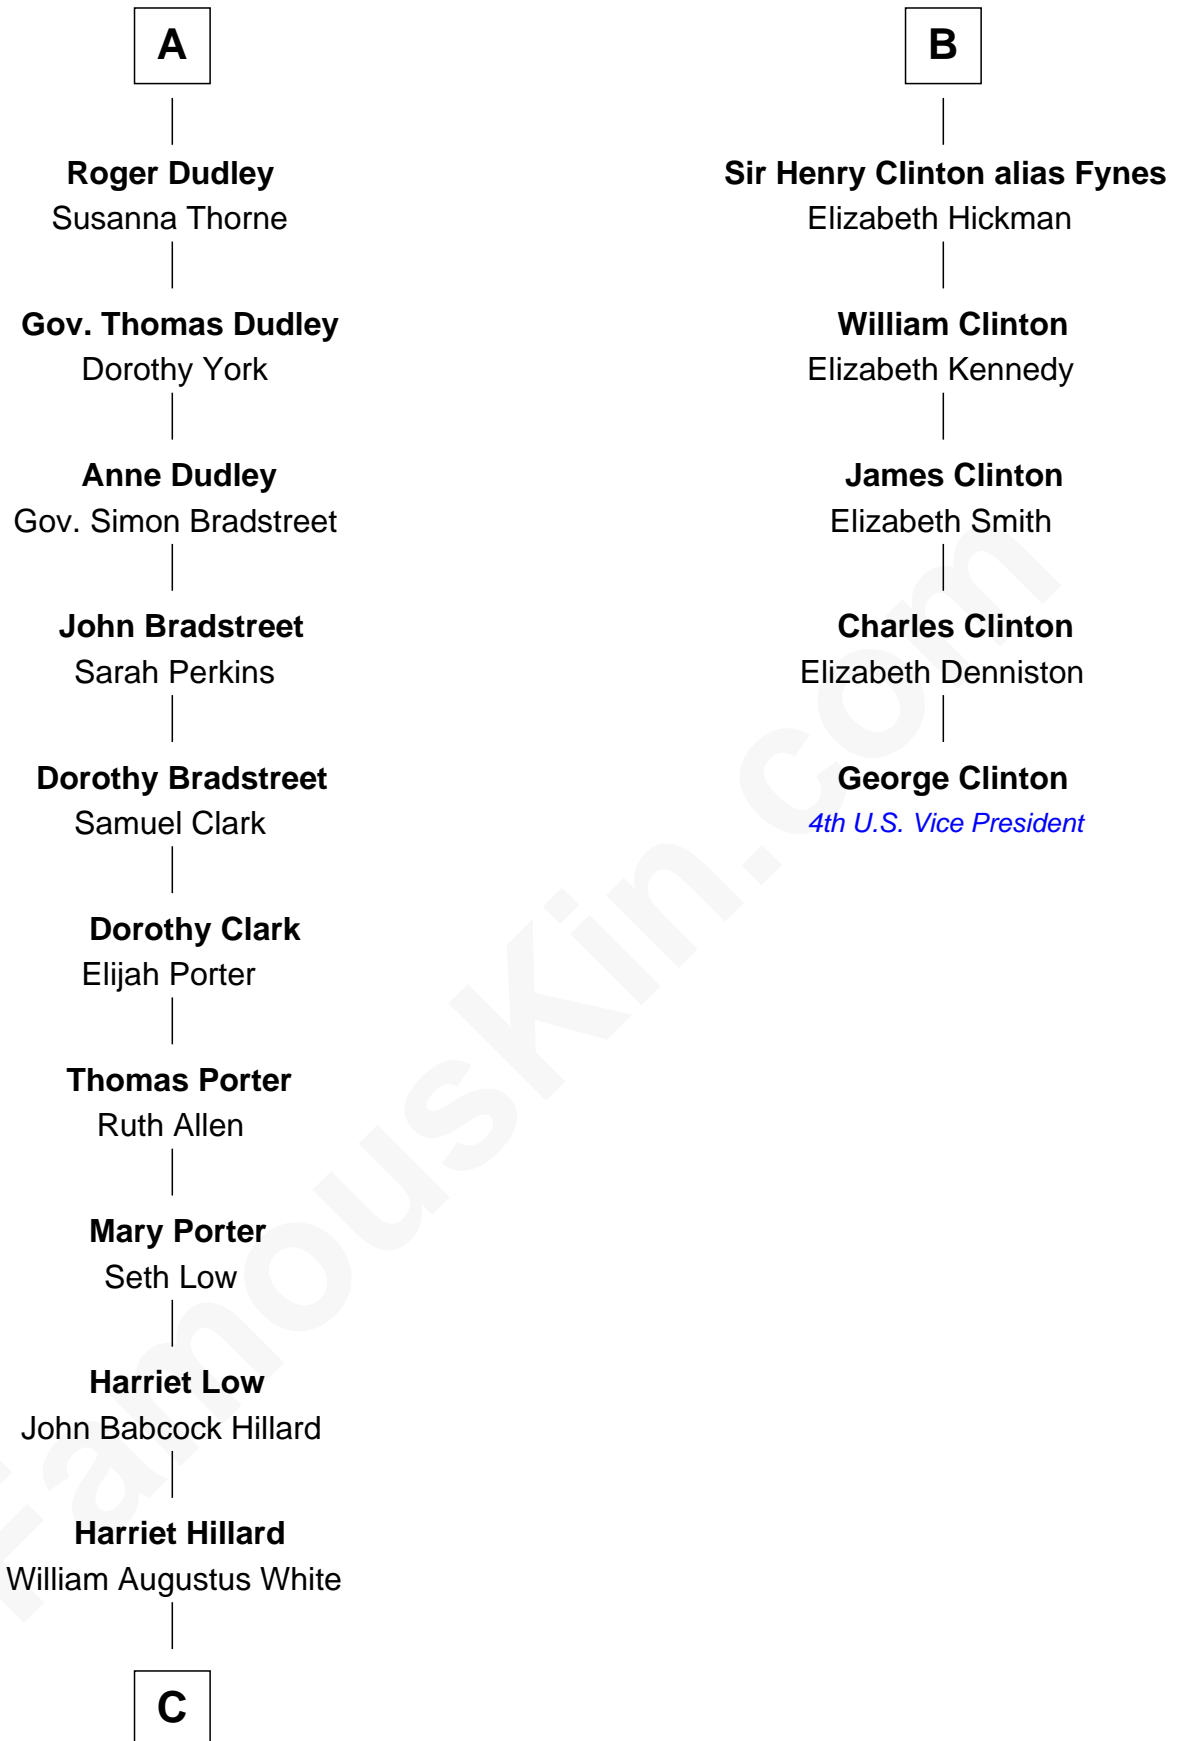 A
Roger Dudley
Susanna Thorne
Gov. Thomas Dudley
Dorothy York
Anne Dudley
Gov. Simon Bradstreet
John Bradstreet
Sarah Perkins
Dorothy Bradstreet
Samuel Clark
Dorothy Clark
Elijah Porter
Thomas Porter
Ruth Allen
Mary Porter
Seth Low
Harriet Low
John Babcock Hillard
Harriet Hillard
William Augustus White
C
B
Sir Henry Clinton alias Fynes
Elizabeth Hickman
William Clinton
Elizabeth Kennedy
James Clinton
Elizabeth Smith
Charles Clinton
Elizabeth Denniston
George Clinton
4th U.S. Vice President
FamousKin.com